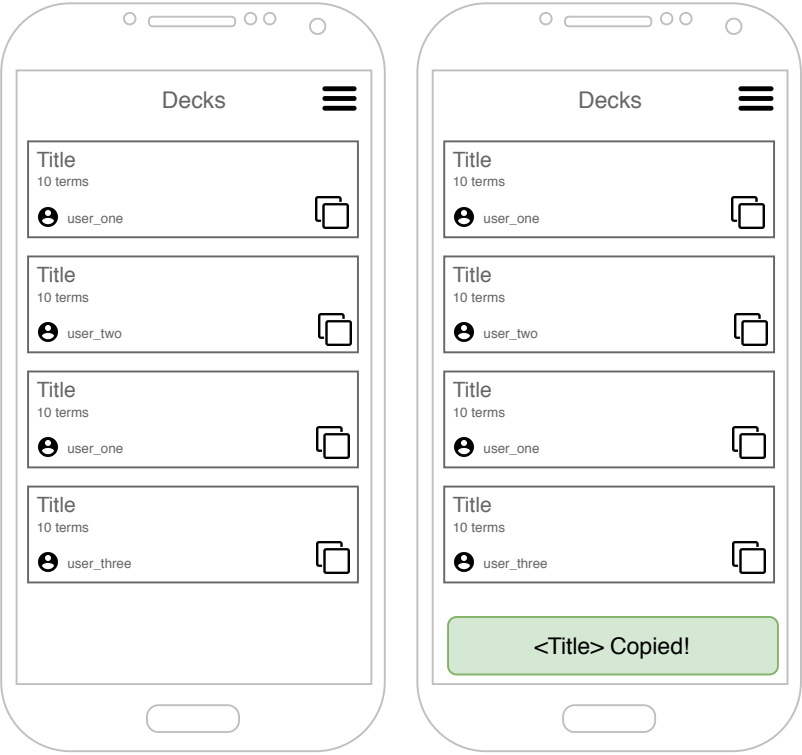 Decks
Title
10 terms
user_one
Title
10 terms
user_two
Title
10 terms
user_one
Title
10 terms
user_three
Decks
Title
10 terms
user_one
Title
10 terms
user_two
Title
10 terms
user_one
Title
10 terms
user_three
<Title> Copied!